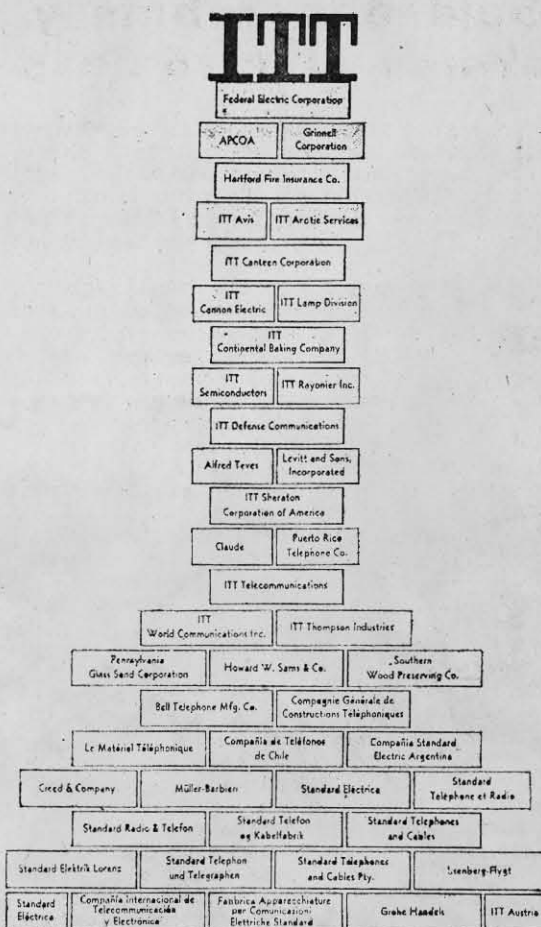 ITT
Federal Electric Corporation
APCOA
Grinnell
Corporation
Hartford Fire Insurance Co.
ITT Avis
ITT Arctic Services
ITT Canteen Corporation
ITT
Cannon Electric
ITT Lamp Division
ITT
Continental Baking Company
ITT
Semiconductors
ITT Rayonier Inc.
ITT Defense Communications
Alfred Teves
Levitt and Sons,
Incorporated
ITT Sheraton
Corporation of America
Claude
Puerto Rico
Telephone Co.
ITT Telecommunications
ITT
World Communications Inc.
ITT Thompson Industries
Pennsylvania
Glass Sand Corporation
Howard W. Sams & Co.
Southern
Wood Preserving Co.
Bell Telephone Mfg. Co.
Compagnie Générale de
Constructions Téléphoniques
Le Matériel Téléphonique
Compañía de Teléfonos
de Chile
Compañía Standard
Electric Argentina
Creed & Company
Müller-Barbieri
Standard Eléctrica
Standard
Téléphone et Radio
Standard Radio & Telefon
Standard Telefon
og Kabelfabrik
Standard Telephones
and Cables
Standard Elektrik Lorenz
Standard Telephon
und Telegraphen
Standard Telephones
and Cables Pty.
Standard
Eléctrica
Compañía internacional de
Telecommunicación
y Electrónica
Fabbrica Apparecchiature
per Comunicazioni
Elettriche Standard
Grohe Handels
ITT Austria